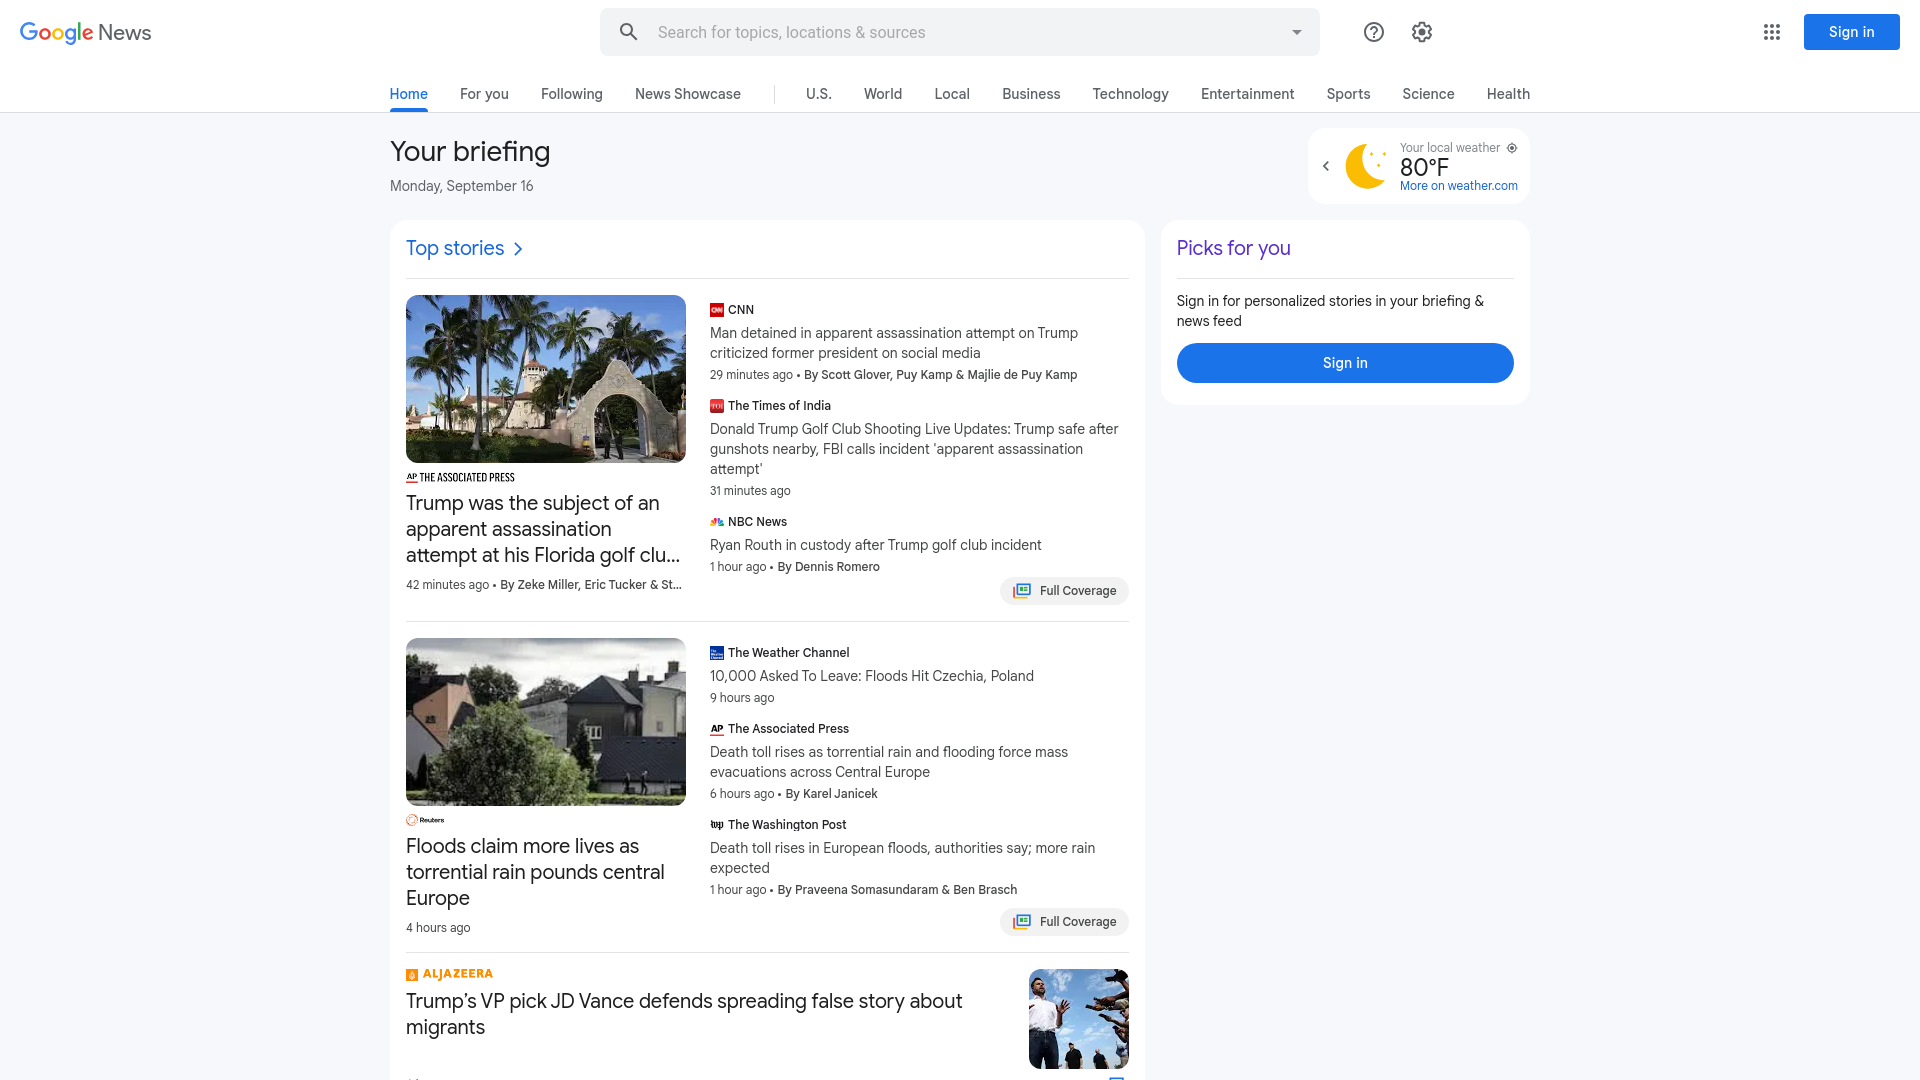 Google News
Search for topics, locations & sources
Sign in
Home
For you
Following
News Showcase
U.S.
World
Local
Business
Technology
Entertainment
Sports
Science
Health
Your briefing
Monday, September 16
Your local weather
80°F
More on weather.com
Top stories
AP THE ASSOCIATED PRESS
Trump was the subject of an
apparent assassination
attempt at his Florida golf clu...
42 minutes ago • By Zeke Miller, Eric Tucker & St...
CNN
Man detained in apparent assassination attempt on Trump
criticized former president on social media
29 minutes ago • By Scott Glover, Puy Kamp & Majlie de Puy Kamp
The Times of India
Donald Trump Golf Club Shooting Live Updates: Trump safe after
gunshots nearby, FBI calls incident 'apparent assassination
attempt'
31 minutes ago
NBC News
Ryan Routh in custody after Trump golf club incident
1 hour ago • By Dennis Romero
Full Coverage
Reuters
Floods claim more lives as
torrential rain pounds central
Europe
4 hours ago
The Weather Channel
10,000 Asked To Leave: Floods Hit Czechia, Poland
9 hours ago
AP The Associated Press
Death toll rises as torrential rain and flooding force mass
evacuations across Central Europe
6 hours ago • By Karel Janicek
wp The Washington Post
Death toll rises in European floods, authorities say; more rain
expected
1 hour ago • By Praveena Somasundaram & Ben Brasch
Full Coverage
ALJAZEERA
Trump's VP pick JD Vance defends spreading false story about
migrants
Picks for you
Sign in for personalized stories in your briefing &
news feed
Sign in